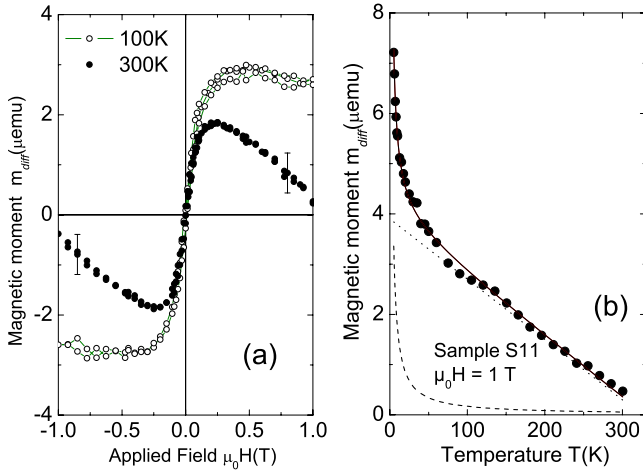 (a)
100K
300K
Magnetic moment m_diff(μemu)
4
2
0
-2
-4
-1.0
-0.5
0.0
0.5
1.0
Applied Field μ₀H(T)
(b)
Magnetic moment m_diff(μemu)
8
6
4
2
0
Sample S11
μ₀H = 1 T
0
100
200
300
Temperature T(K)